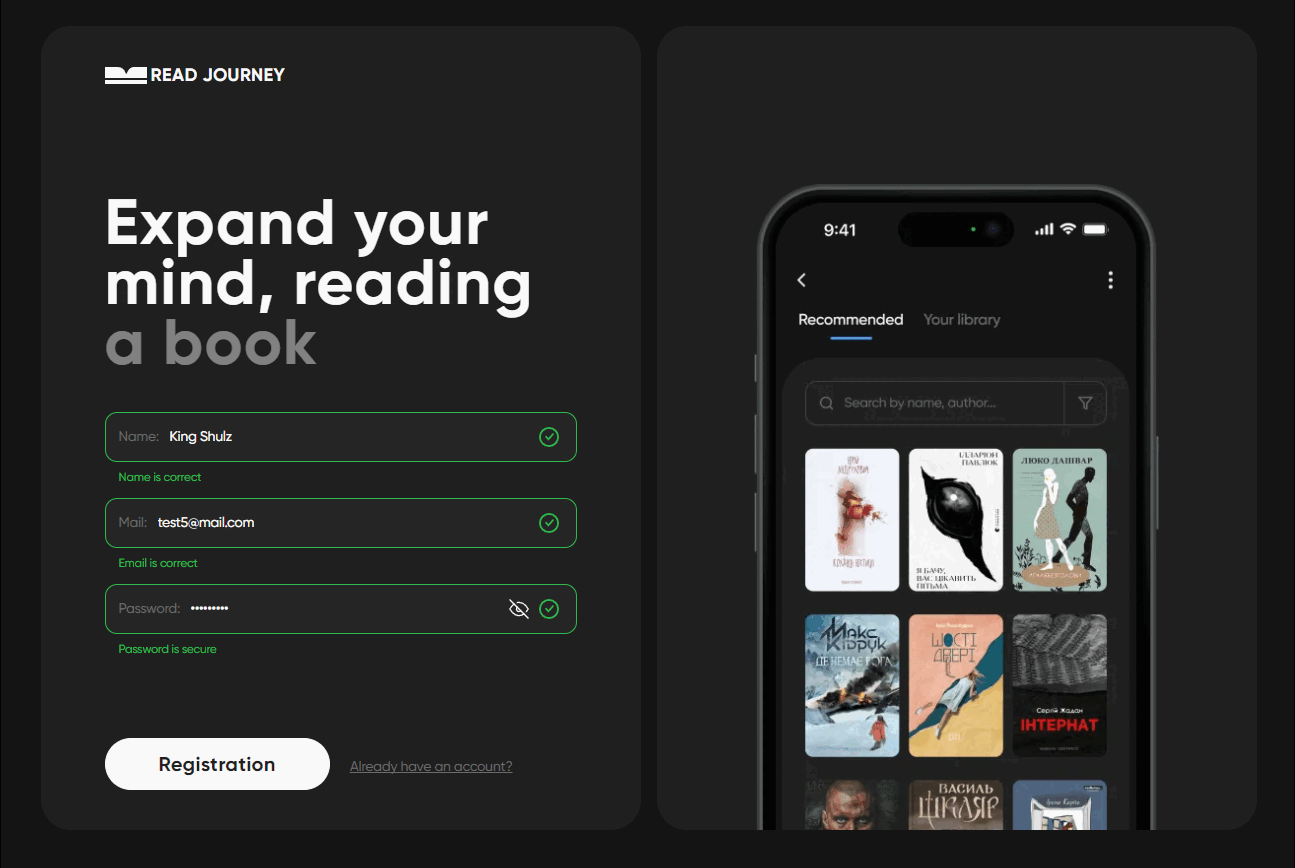 READ JOURNEY
Expand your
mind, reading
a book
Name: King Shulz
Name is correct
Mail: test5@mail.com
Email is correct
Password: •••••••••
Password is secure
Registration
Already have an account?
9:41
Recommended
Your library
Search by name, author...
ІЛЛАРІОН
ПАВЛЮК
Я БАЧУ,
ВАС ЦІКАВИТЬ
ПІТЬМА
ЛЮКО ДАШВАР
Макс
Кідрук
ДЕ НЕМАЄ БОГА
ШОСТІ
ДВЕРІ
Сергій Жадан
ІНТЕРНАТ
ВАСИЛЬ
ШКЛЯР
Ірена Карпа